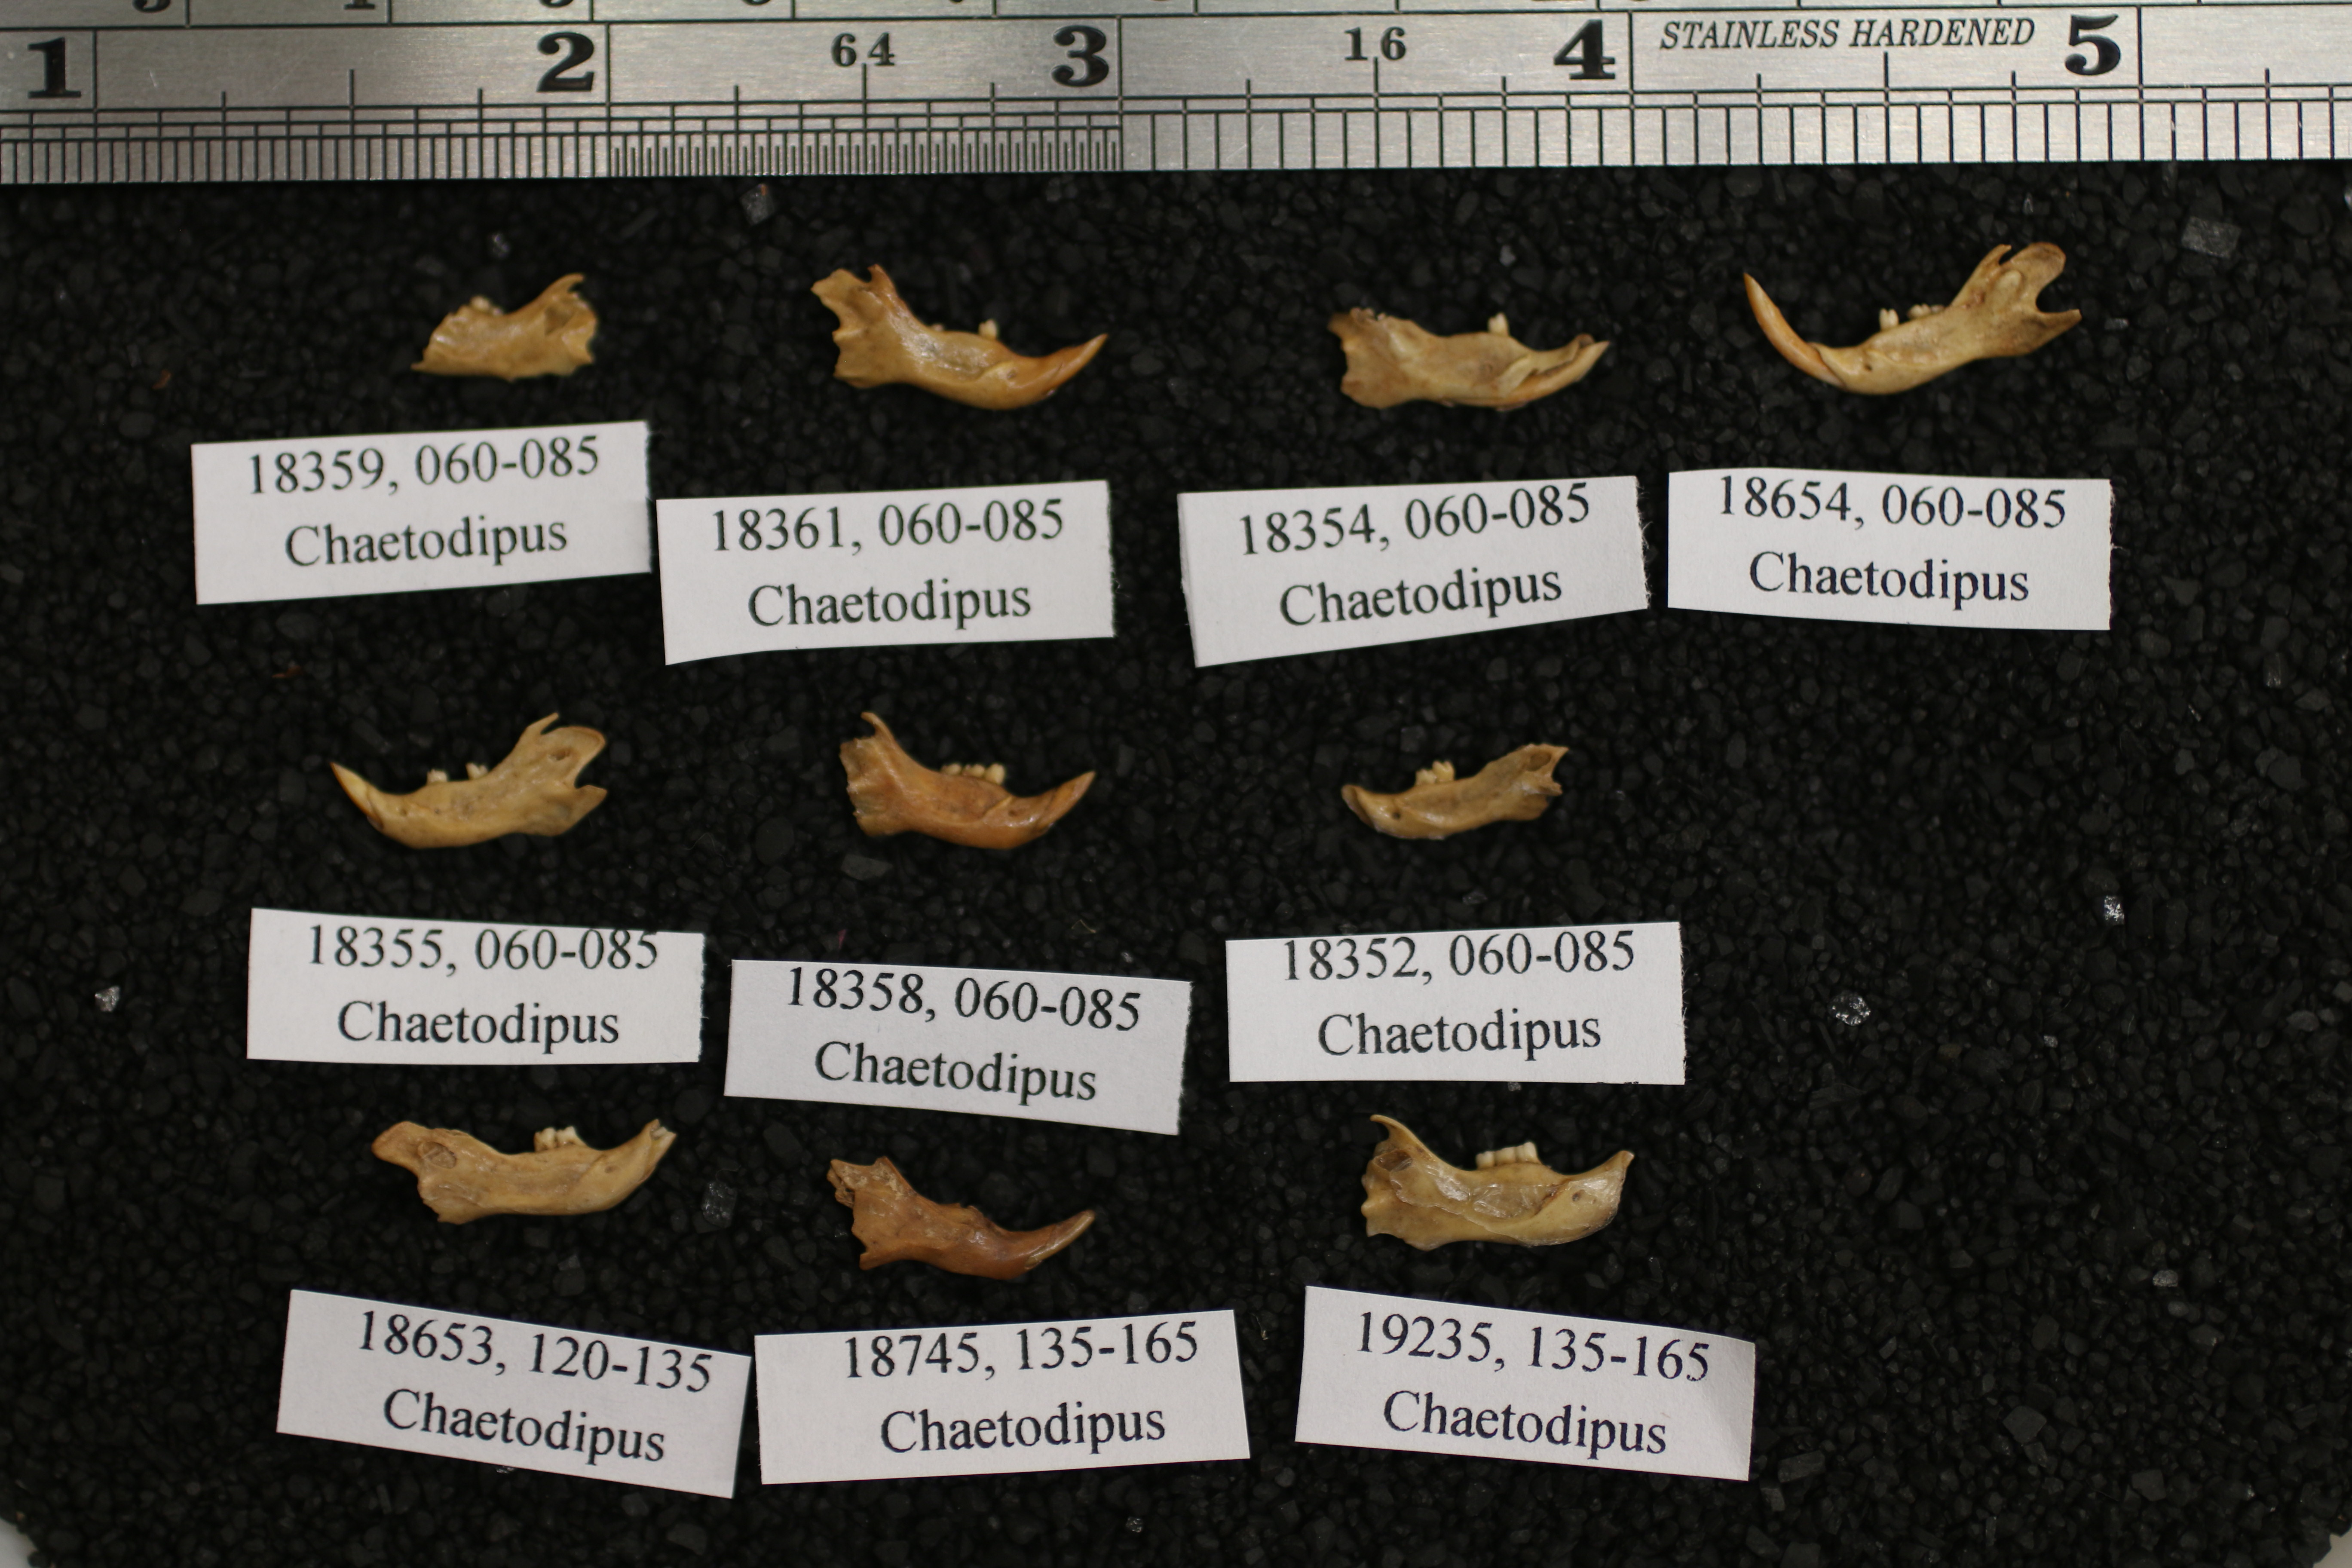 1 2 64 3 16 4 STAINLESS HARDENED 5
18359, 060-085
Chaetodipus
18361, 060-085
Chaetodipus
18354, 060-085
Chaetodipus
18654, 060-085
Chaetodipus
18355, 060-085
Chaetodipus
18358, 060-085
Chaetodipus
18352, 060-085
Chaetodipus
18653, 120-135
Chaetodipus
18745, 135-165
Chaetodipus
19235, 135-165
Chaetodipus